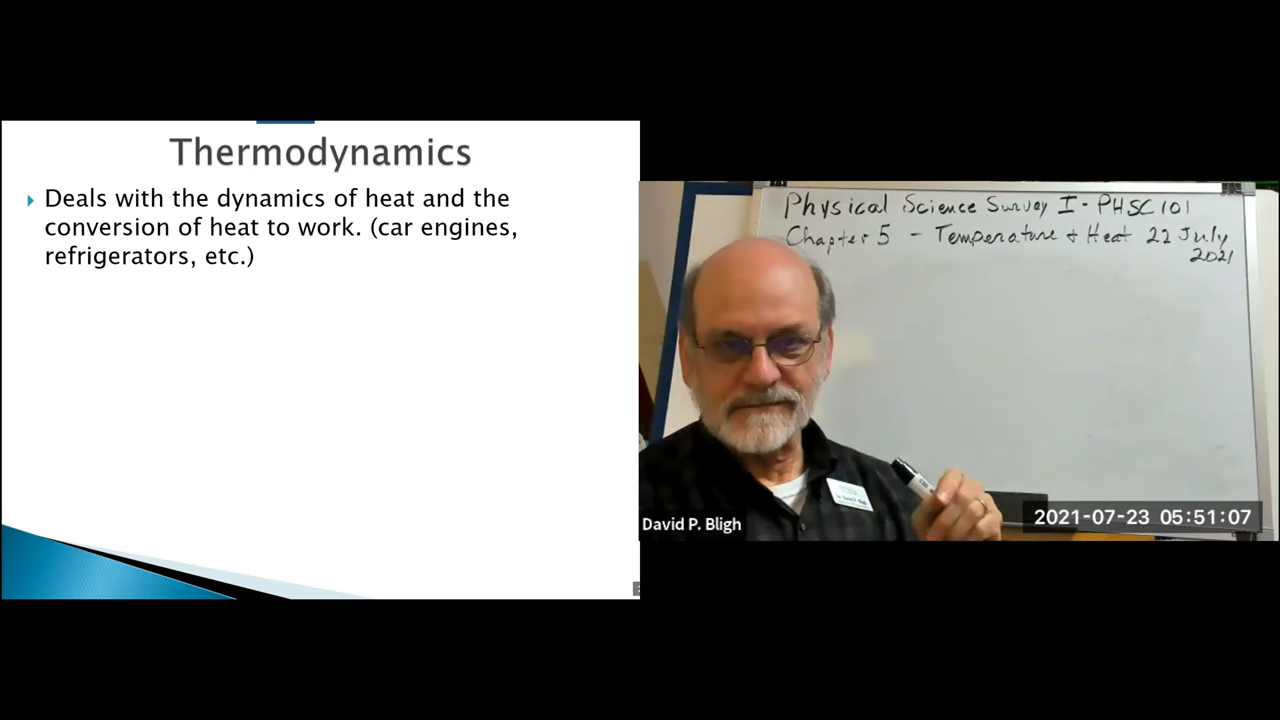 Thermodynamics
Deals with the dynamics of heat and the
conversion of heat to work. (car engines,
refrigerators, etc.)
Physical Science Survey I - PHSC 101
Chapter 5 - Temperature + Heat 22 July
2021
David P. Bligh
2021-07-23 05:51:07